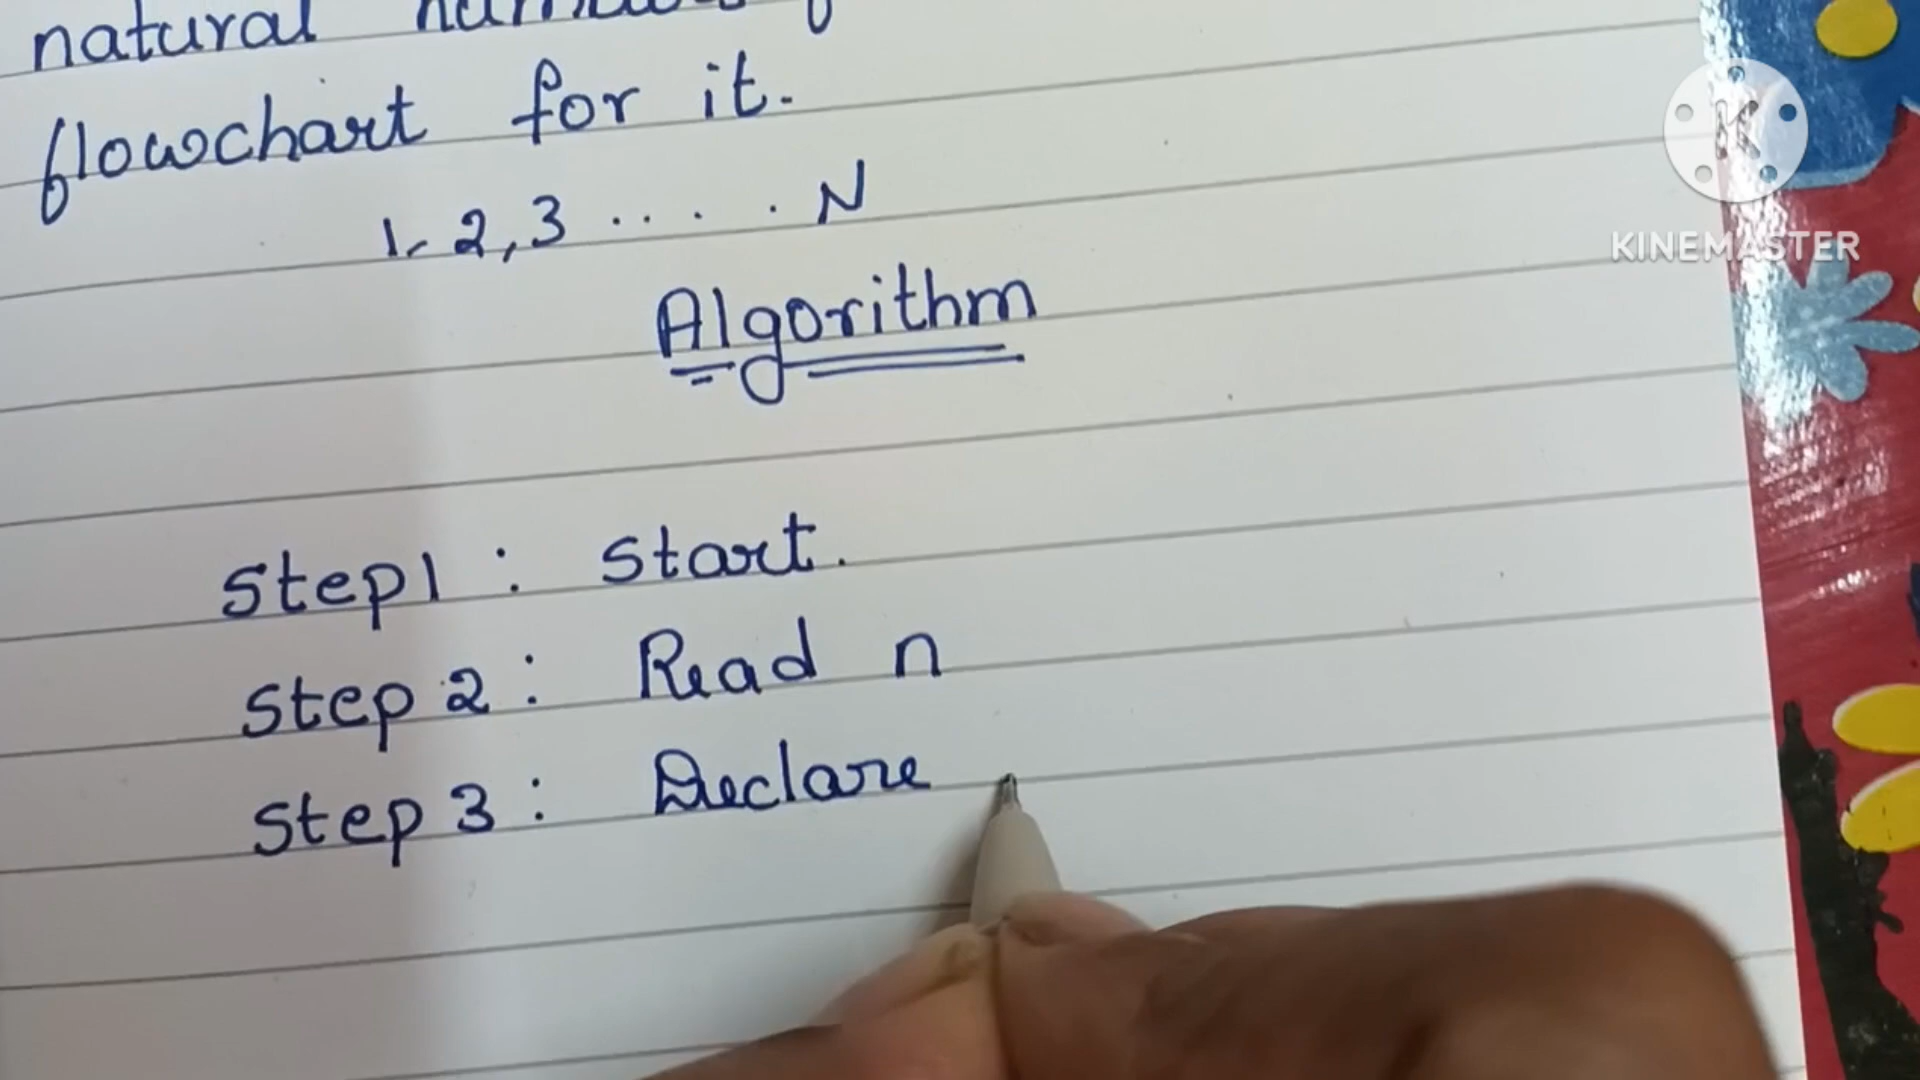 natural
flowchart for it.
1, 2, 3 ..... N
Algorithm
Step1 : Start.
Step 2 : Read n
Step 3 : Declare
KINEMASTER